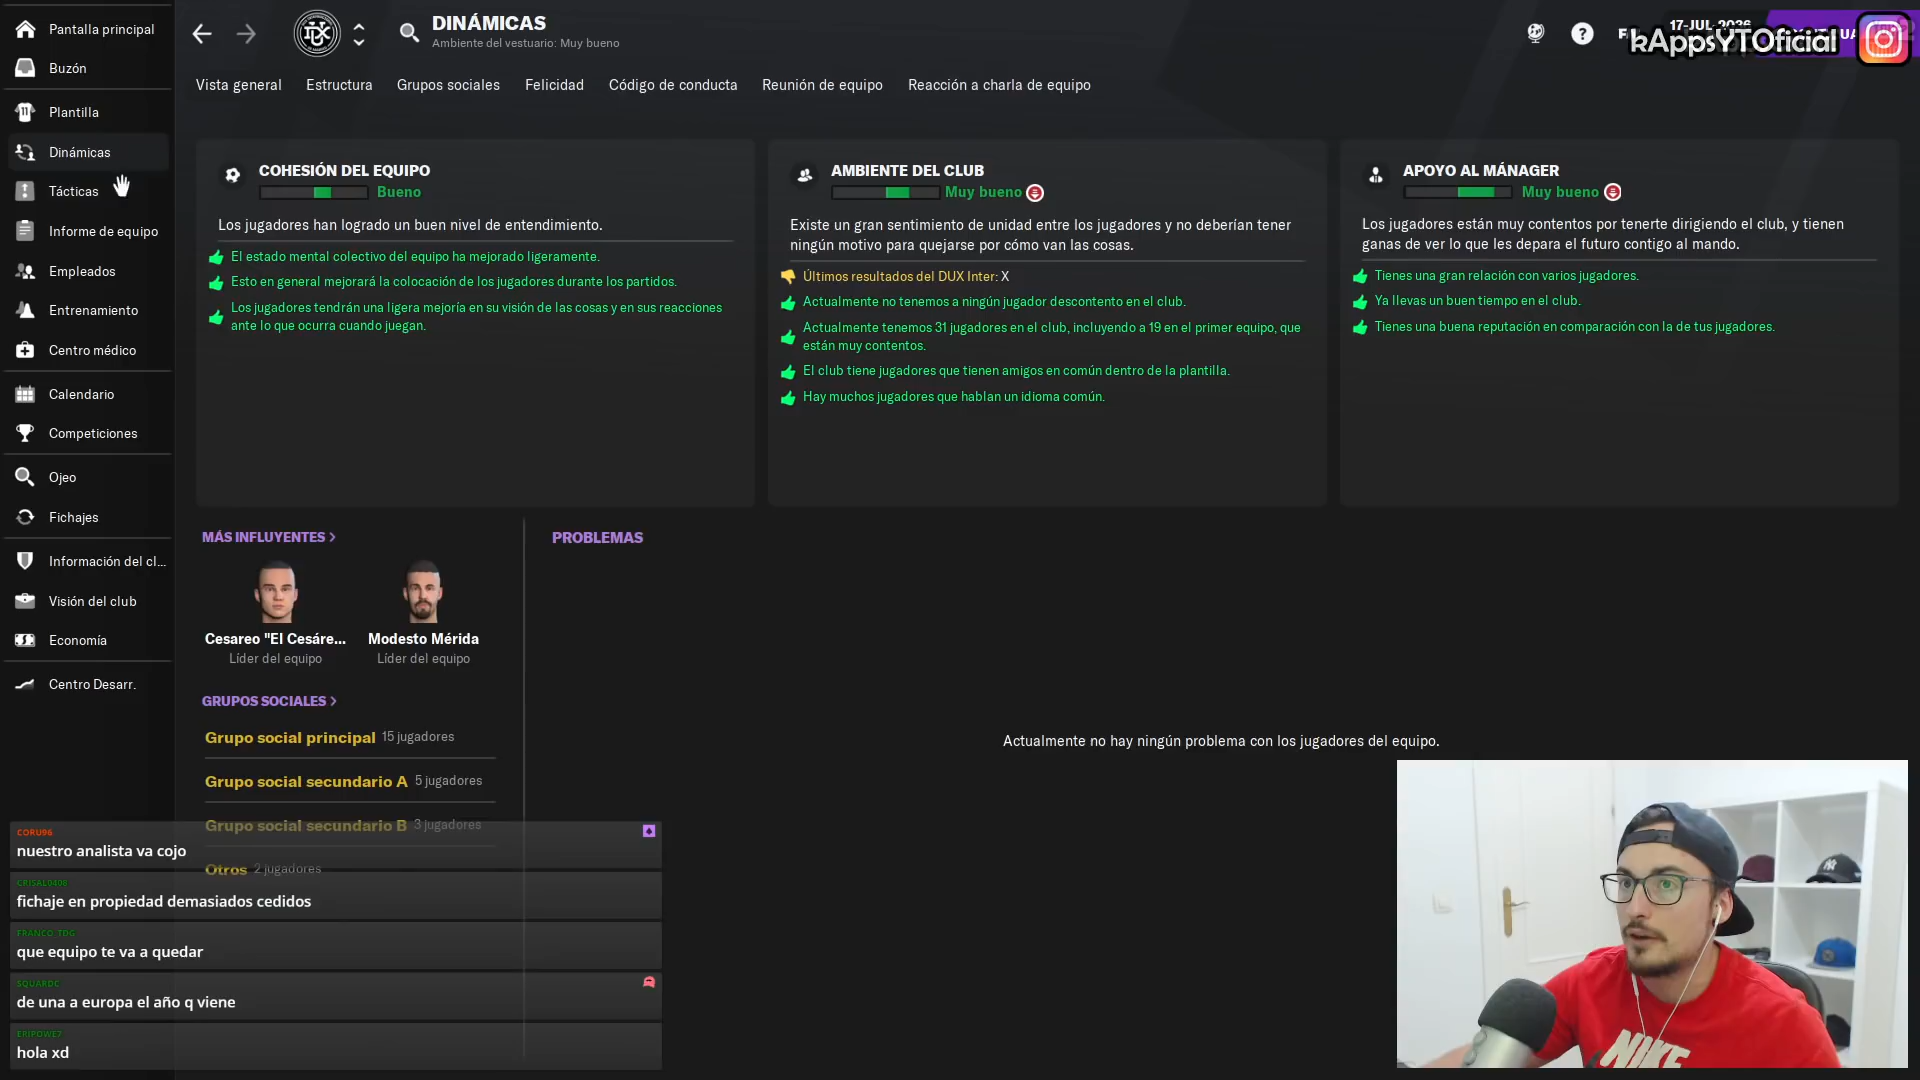 Pantalla principal
Buzón
Plantilla
Dinámicas
Tácticas
Informe de equipo
Empleados
Entrenamiento
Centro médico
Calendario
Competiciones
Ojeo
Fichajes
Información del cl...
Visión del club
Economía
Centro Desarr.
DUX
DINÁMICAS
Ambiente del vestuario: Muy bueno
17-JUL-2036
kAppsYTOficial
Vista general
Estructura
Grupos sociales
Felicidad
Código de conducta
Reunión de equipo
Reacción a charla de equipo
COHESIÓN DEL EQUIPO
Bueno
Los jugadores han logrado un buen nivel de entendimiento.
El estado mental colectivo del equipo ha mejorado ligeramente.
Esto en general mejorará la colocación de los jugadores durante los partidos.
Los jugadores tendrán una ligera mejoría en su visión de las cosas y en sus reacciones
ante lo que ocurra cuando juegan.
AMBIENTE DEL CLUB
Muy bueno
Existe un gran sentimiento de unidad entre los jugadores y no deberían tener
ningún motivo para quejarse por cómo van las cosas.
Últimos resultados del DUX Inter: X
Actualmente no tenemos a ningún jugador descontento en el club.
Actualmente tenemos 31 jugadores en el club, incluyendo a 19 en el primer equipo, que
están muy contentos.
El club tiene jugadores que tienen amigos en común dentro de la plantilla.
Hay muchos jugadores que hablan un idioma común.
APOYO AL MÁNAGER
Muy bueno
Los jugadores están muy contentos por tenerte dirigiendo el club, y tienen
ganas de ver lo que les depara el futuro contigo al mando.
Tienes una gran relación con varios jugadores.
Ya llevas un buen tiempo en el club.
Tienes una buena reputación en comparación con la de tus jugadores.
MÁS INFLUYENTES >
Cesareo "El Cesáre...
Líder del equipo
Modesto Mérida
Líder del equipo
GRUPOS SOCIALES >
Grupo social principal 15 jugadores
Grupo social secundario A 5 jugadores
Grupo social secundario B 3 jugadores
Otros 2 jugadores
PROBLEMAS
Actualmente no hay ningún problema con los jugadores del equipo.
CORU96
nuestro analista va cojo
CRISAL0408
fichaje en propiedad demasiados cedidos
FRANCO_TDG
que equipo te va a quedar
SQUARDC
de una a europa el año q viene
ERIPOWE7
hola xd
NIKE